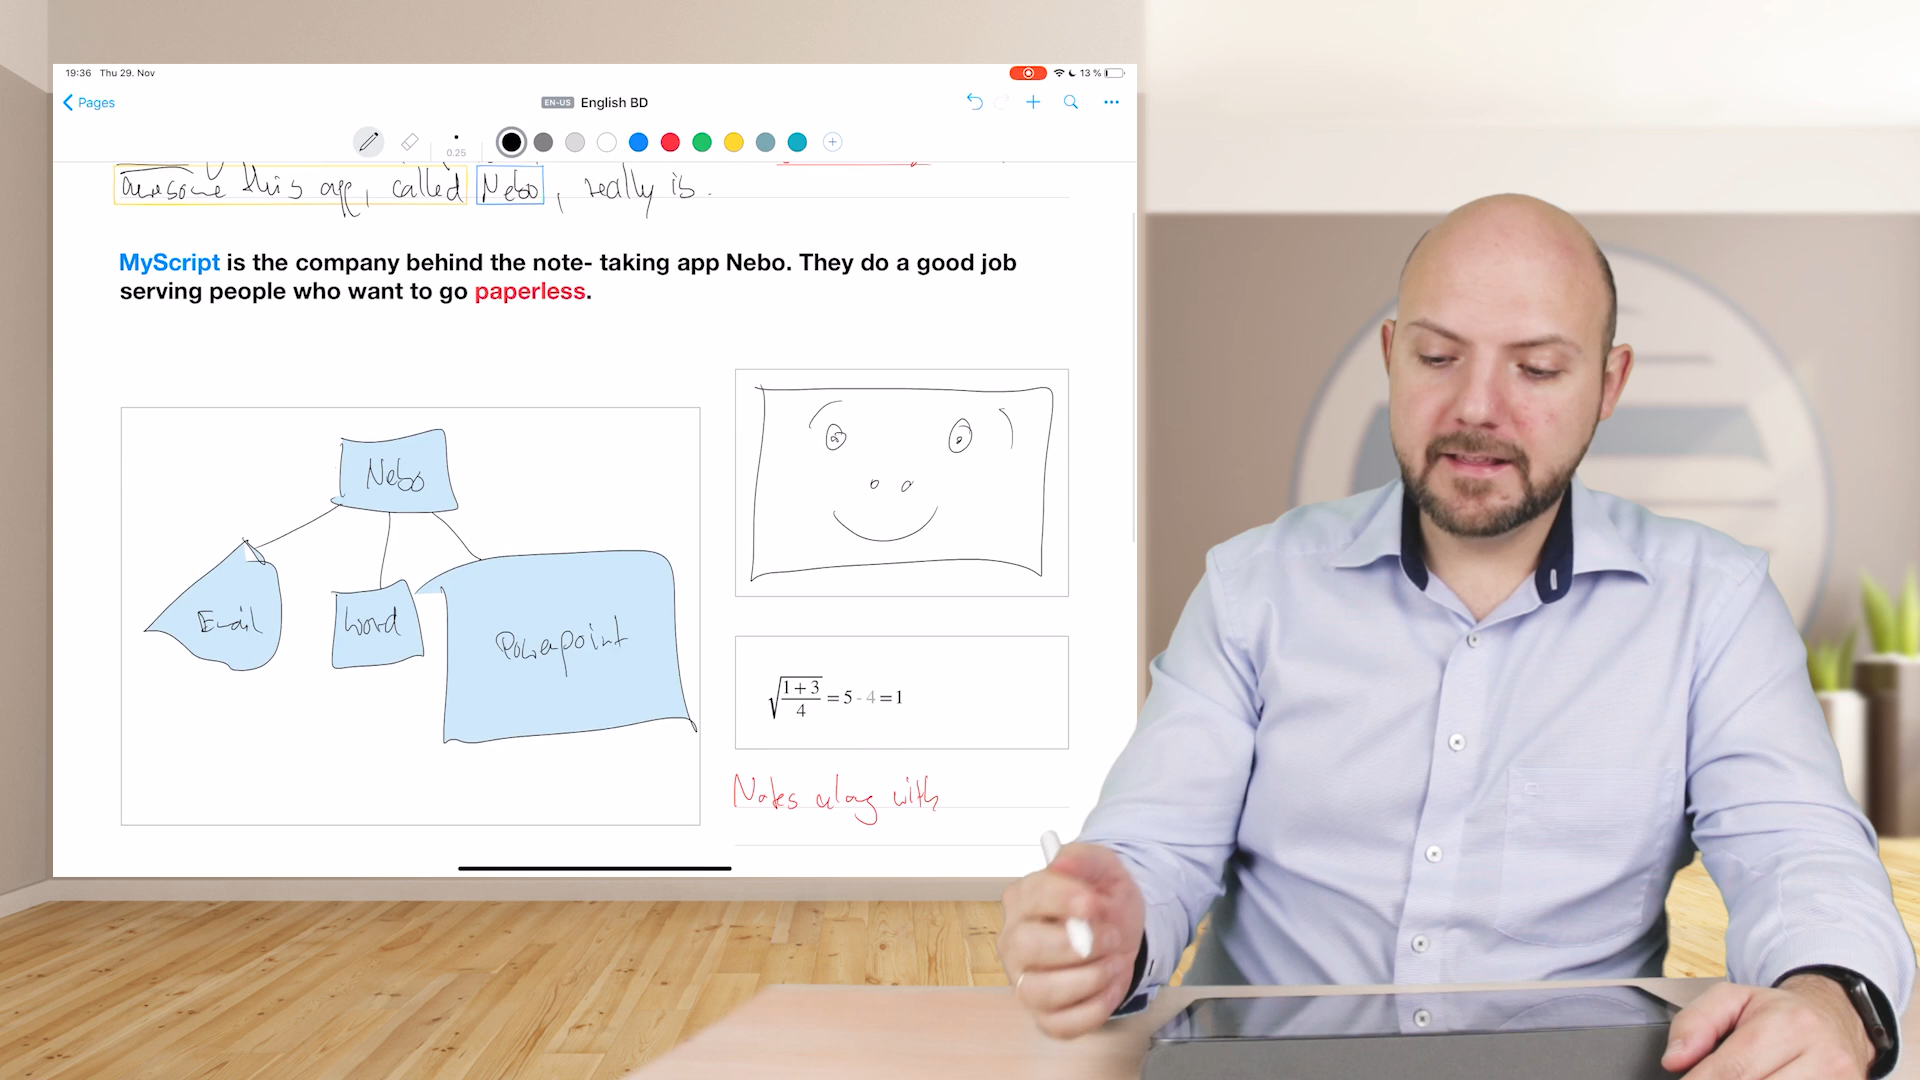 19:36 Thu 29. Nov
13 %
Pages
EN-US English BD
0.25
awesome this app, called Nebo, really is.
MyScript is the company behind the note- taking app Nebo. They do a good job
serving people who want to go paperless.
Nebo
Email
Word
Powerpoint
√(1+3/4) = 5 - 4 = 1
Notes along with